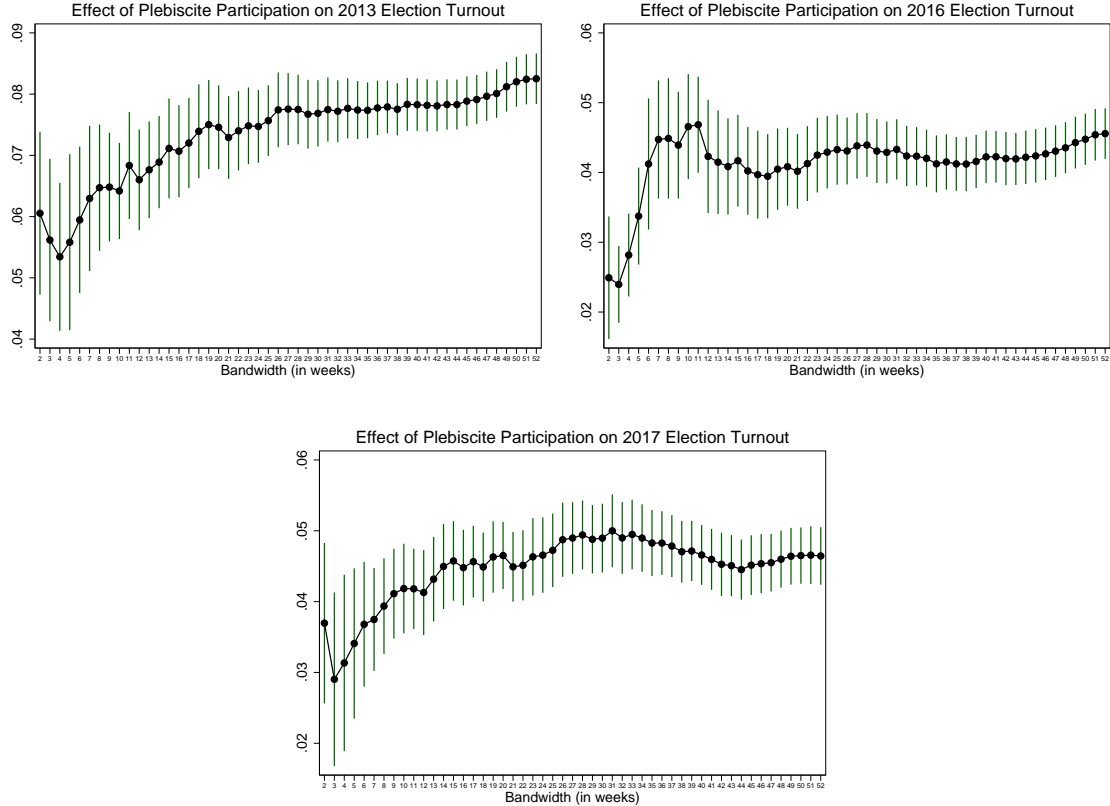 Effect of Plebiscite Participation on 2013 Election Turnout
.09
.08
.07
.06
.05
.04
2 3 4 5 6 7 8 9 10 11 12 13 14 15 16 17 18 19 20 21 22 23 24 25 26 27 28 29 30 31 32 33 34 35 36 37 38 39 40 41 42 43 44 45 46 47 48 49 50 51 52
Bandwidth (in weeks)
Effect of Plebiscite Participation on 2016 Election Turnout
.06
.05
.04
.03
.02
2 3 4 5 6 7 8 9 10 11 12 13 14 15 16 17 18 19 20 21 22 23 24 25 26 27 28 29 30 31 32 33 34 35 36 37 38 39 40 41 42 43 44 45 46 47 48 49 50 51 52
Bandwidth (in weeks)
Effect of Plebiscite Participation on 2017 Election Turnout
.06
.05
.04
.03
.02
2 3 4 5 6 7 8 9 10 11 12 13 14 15 16 17 18 19 20 21 22 23 24 25 26 27 28 29 30 31 32 33 34 35 36 37 38 39 40 41 42 43 44 45 46 47 48 49 50 51 52
Bandwidth (in weeks)